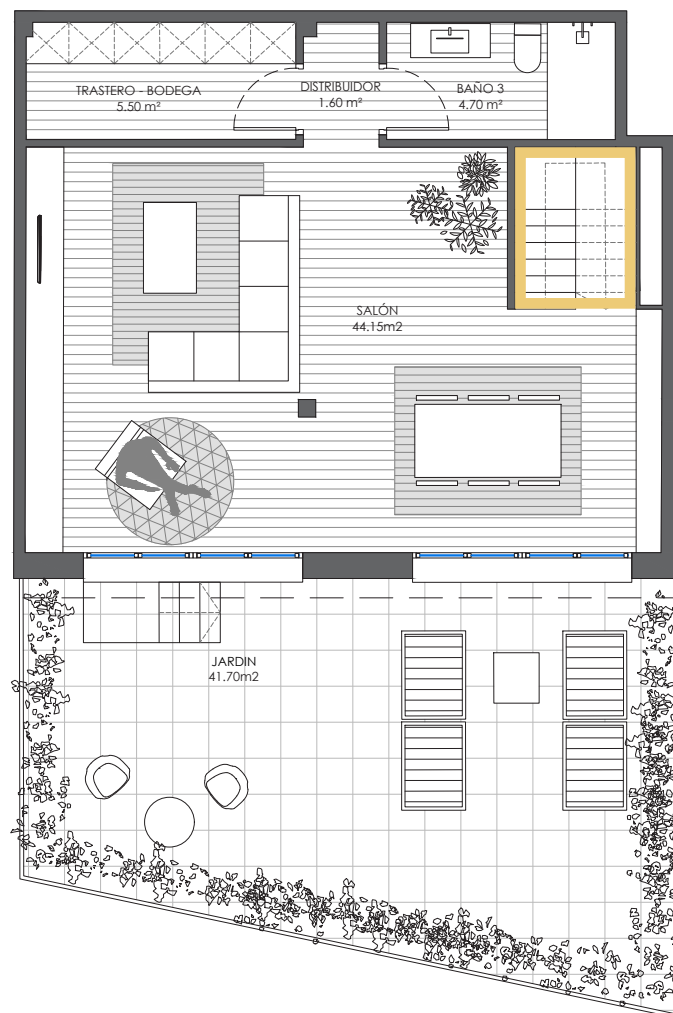 TRASTERO - BODEGA
5.50 m²
DISTRIBUIDOR
1.60 m²
BAÑO 3
4.70 m²
SALÓN
44.15m2
JARDIN
41.70m2